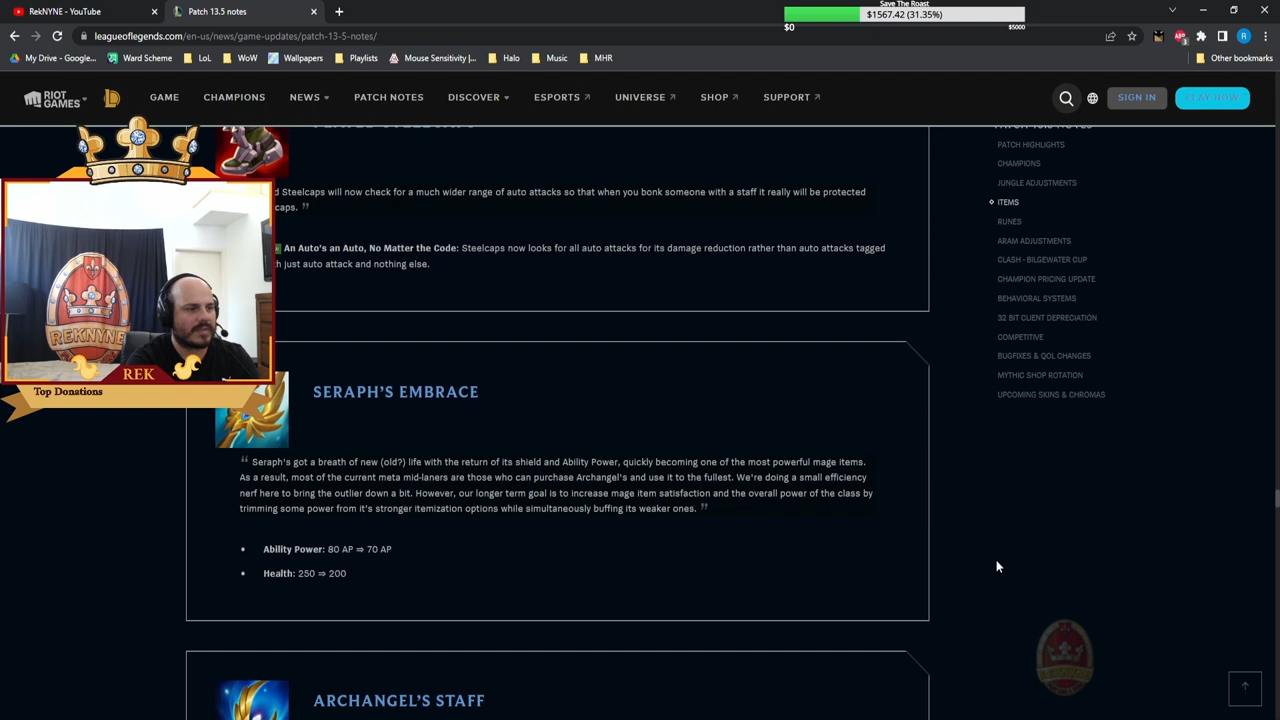 RekNYNE - YouTube
Patch 13.5 notes
Save The Roast
$1567.42 (31.35%)
$0
$5000
leagueoflegends.com/en-us/news/game-updates/patch-13-5-notes/
My Drive - Google...
Ward Scheme
LoL
WoW
Wallpapers
Playlists
Mouse Sensitivity |...
Halo
Music
MHR
Other bookmarks
RIOT GAMES
GAME
CHAMPIONS
NEWS
PATCH NOTES
DISCOVER
ESPORTS
UNIVERSE
SHOP
SUPPORT
SIGN IN
PLAY NOW
d Steelcaps will now check for a much wider range of auto attacks so that when you bonk someone with a staff it really will be protected
caps. ”
An Auto's an Auto, No Matter the Code: Steelcaps now looks for all auto attacks for its damage reduction rather than auto attacks tagged
h just auto attack and nothing else.
REKNYNE
REK
Top Donations
SERAPH'S EMBRACE
“ Seraph's got a breath of new (old?) life with the return of its shield and Ability Power, quickly becoming one of the most powerful mage items.
As a result, most of the current meta mid-laners are those who can purchase Archangel's and use it to the fullest. We're doing a small efficiency
nerf here to bring the outlier down a bit. However, our longer term goal is to increase mage item satisfaction and the overall power of the class by
trimming some power from it's stronger itemization options while simultaneously buffing its weaker ones. ”
• Ability Power: 80 AP ⇒ 70 AP
• Health: 250 ⇒ 200
ARCHANGEL'S STAFF
PATCH HIGHLIGHTS
CHAMPIONS
JUNGLE ADJUSTMENTS
ITEMS
RUNES
ARAM ADJUSTMENTS
CLASH - BILGEWATER CUP
CHAMPION PRICING UPDATE
BEHAVIORAL SYSTEMS
32 BIT CLIENT DEPRECIATION
COMPETITIVE
BUGFIXES & QOL CHANGES
MYTHIC SHOP ROTATION
UPCOMING SKINS & CHROMAS